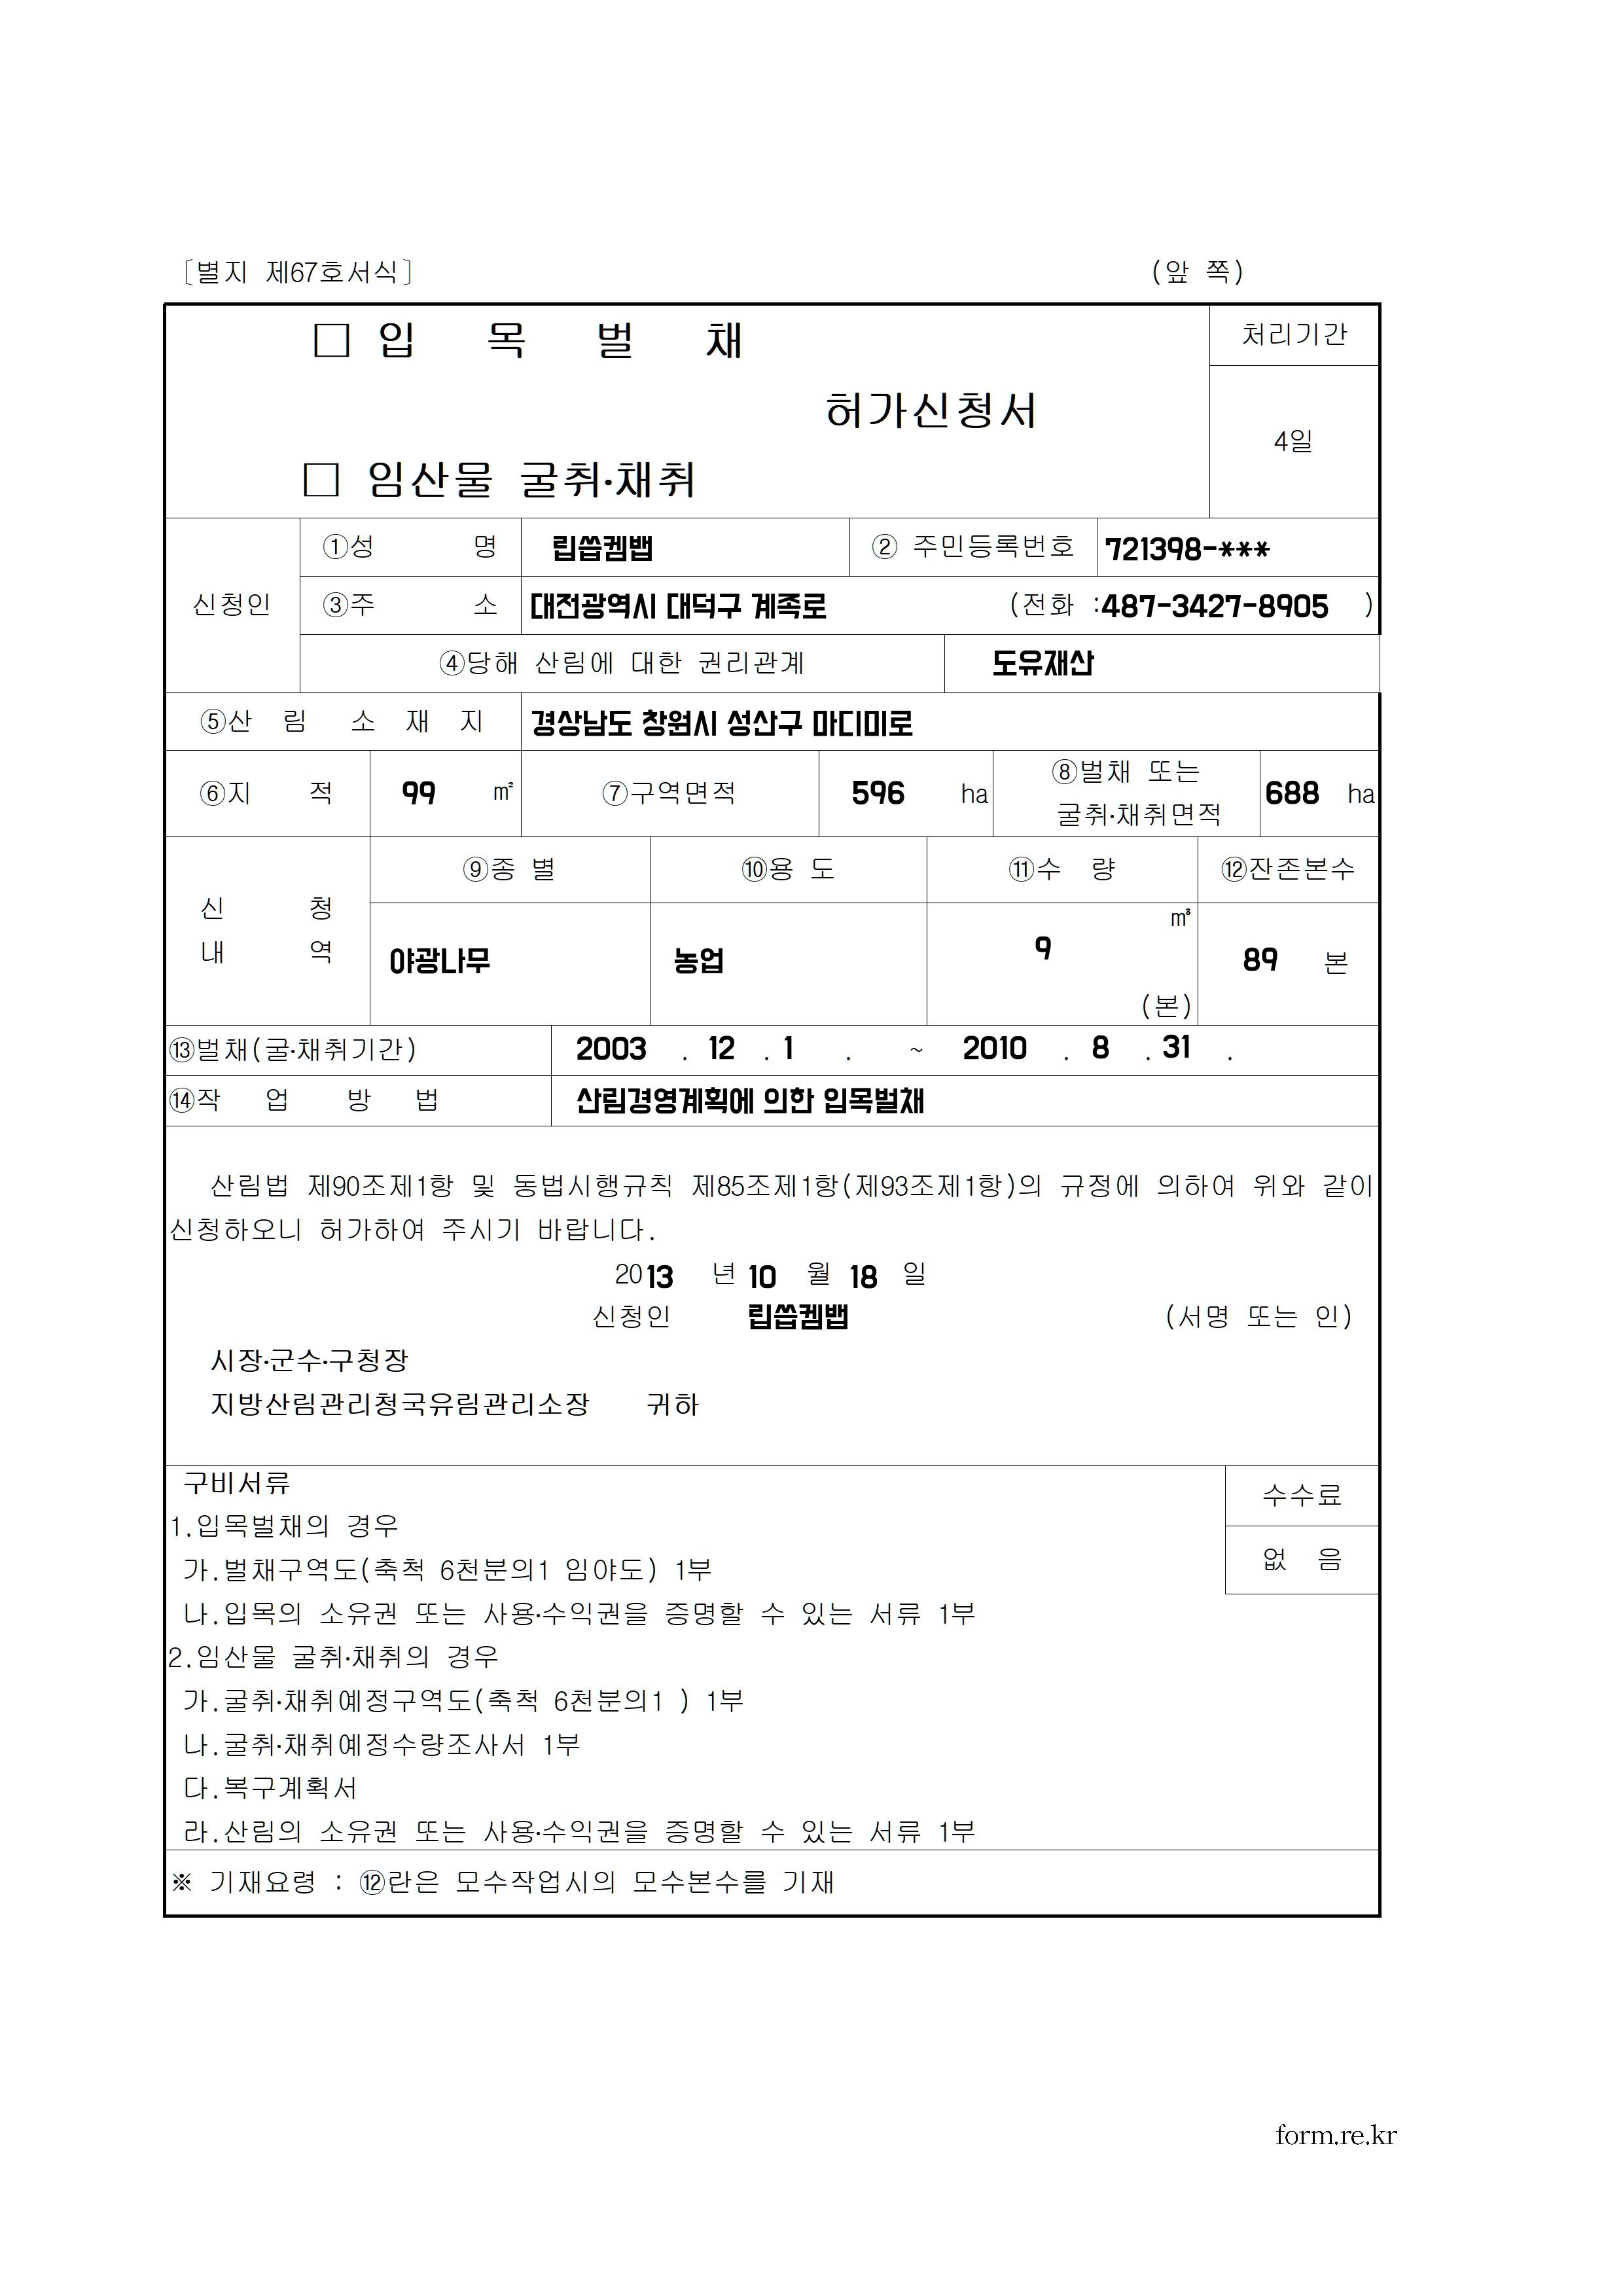 [별지 제67호서식] (앞 쪽)
□ 입 목 벌 채 처리기간
허가신청서
4일
□ 임산물 굴취·채취
신청인 ①성 명 립씁켐뱁 ② 주민등록번호 721398-***
③주 소 대전광역시 대덕구 계족로 (전화 :487-3427-8905 )
④당해 산림에 대한 권리관계 도유재산
⑤산 림 소 재 지 경상남도 창원시 성산구 마디미로
⑥지 적 99 ㎡ ⑦구역면적 596 ha ⑧벌채 또는 굴취·채취면적 688 ha
신 청 내 역 ⑨종 별 ⑩용 도 ⑪수 량 ⑫잔존본수
야광나무 농업 9 ㎥ (본) 89 본
⑬벌채(굴·채취기간) 2003 . 12 . 1 . ~ 2010 . 8 . 31 .
⑭작 업 방 법 산림경영계획에 의한 입목벌채
산림법 제90조제1항 및 동법시행규칙 제85조제1항(제93조제1항)의 규정에 의하여 위와 같이
신청하오니 허가하여 주시기 바랍니다.
2013 년 10 월 18 일
신청인 립씁켐뱁 (서명 또는 인)
시장·군수·구청장
지방산림관리청국유림관리소장 귀하
구비서류 수수료
1.입목벌채의 경우
가.벌채구역도(축척 6천분의1 임야도) 1부 없 음
나.입목의 소유권 또는 사용·수익권을 증명할 수 있는 서류 1부
2.임산물 굴취·채취의 경우
가.굴취·채취예정구역도(축척 6천분의1 ) 1부
나.굴취·채취예정수량조사서 1부
다.복구계획서
라.산림의 소유권 또는 사용·수익권을 증명할 수 있는 서류 1부
※ 기재요령 : ⑫란은 모수작업시의 모수본수를 기재
form.re.kr